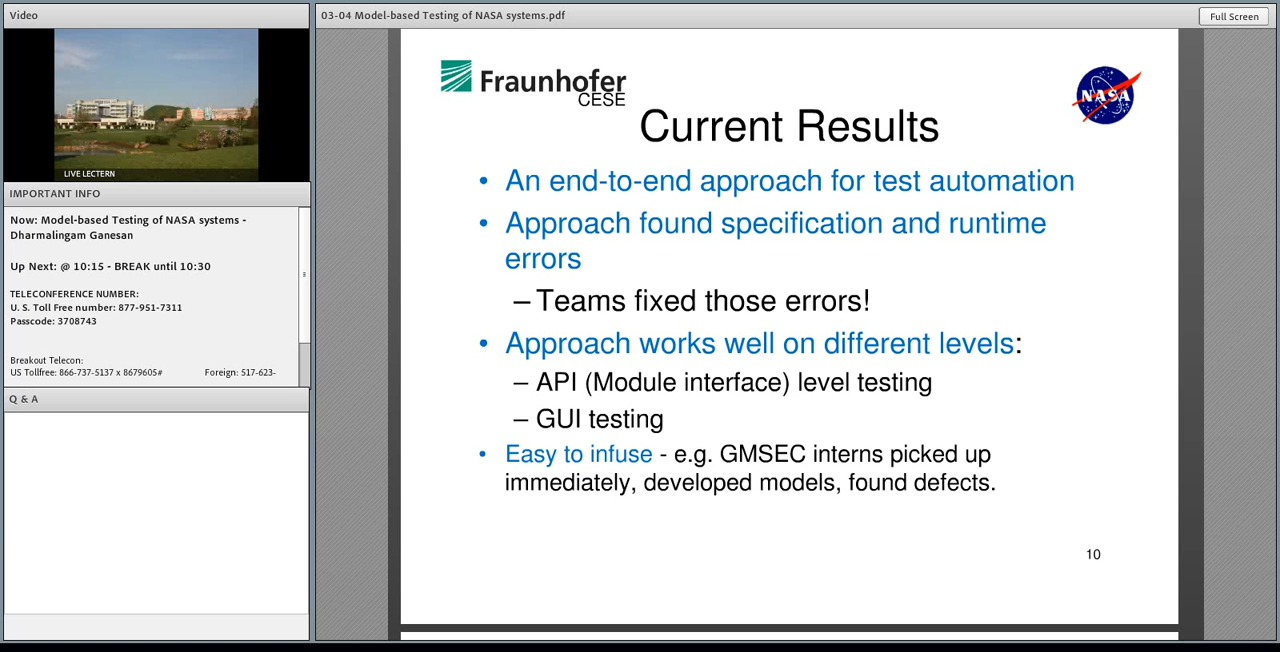 Video
LIVE LECTERN
IMPORTANT INFO
Now: Model-based Testing of NASA systems -
Dharmalingam Ganesan
Up Next: @ 10:15 - BREAK until 10:30
TELECONFERENCE NUMBER:
U. S. Toll Free number: 877-951-7311
Passcode: 3708743
Breakout Telecon:
US Tollfree: 866-737-5137 x 8679605# Foreign: 517-623-
Q & A
03-04 Model-based Testing of NASA systems.pdf
Full Screen
Fraunhofer
CESE
NASA
Current Results
• An end-to-end approach for test automation
• Approach found specification and runtime
errors
– Teams fixed those errors!
• Approach works well on different levels:
– API (Module interface) level testing
– GUI testing
• Easy to infuse - e.g. GMSEC interns picked up
immediately, developed models, found defects.
10